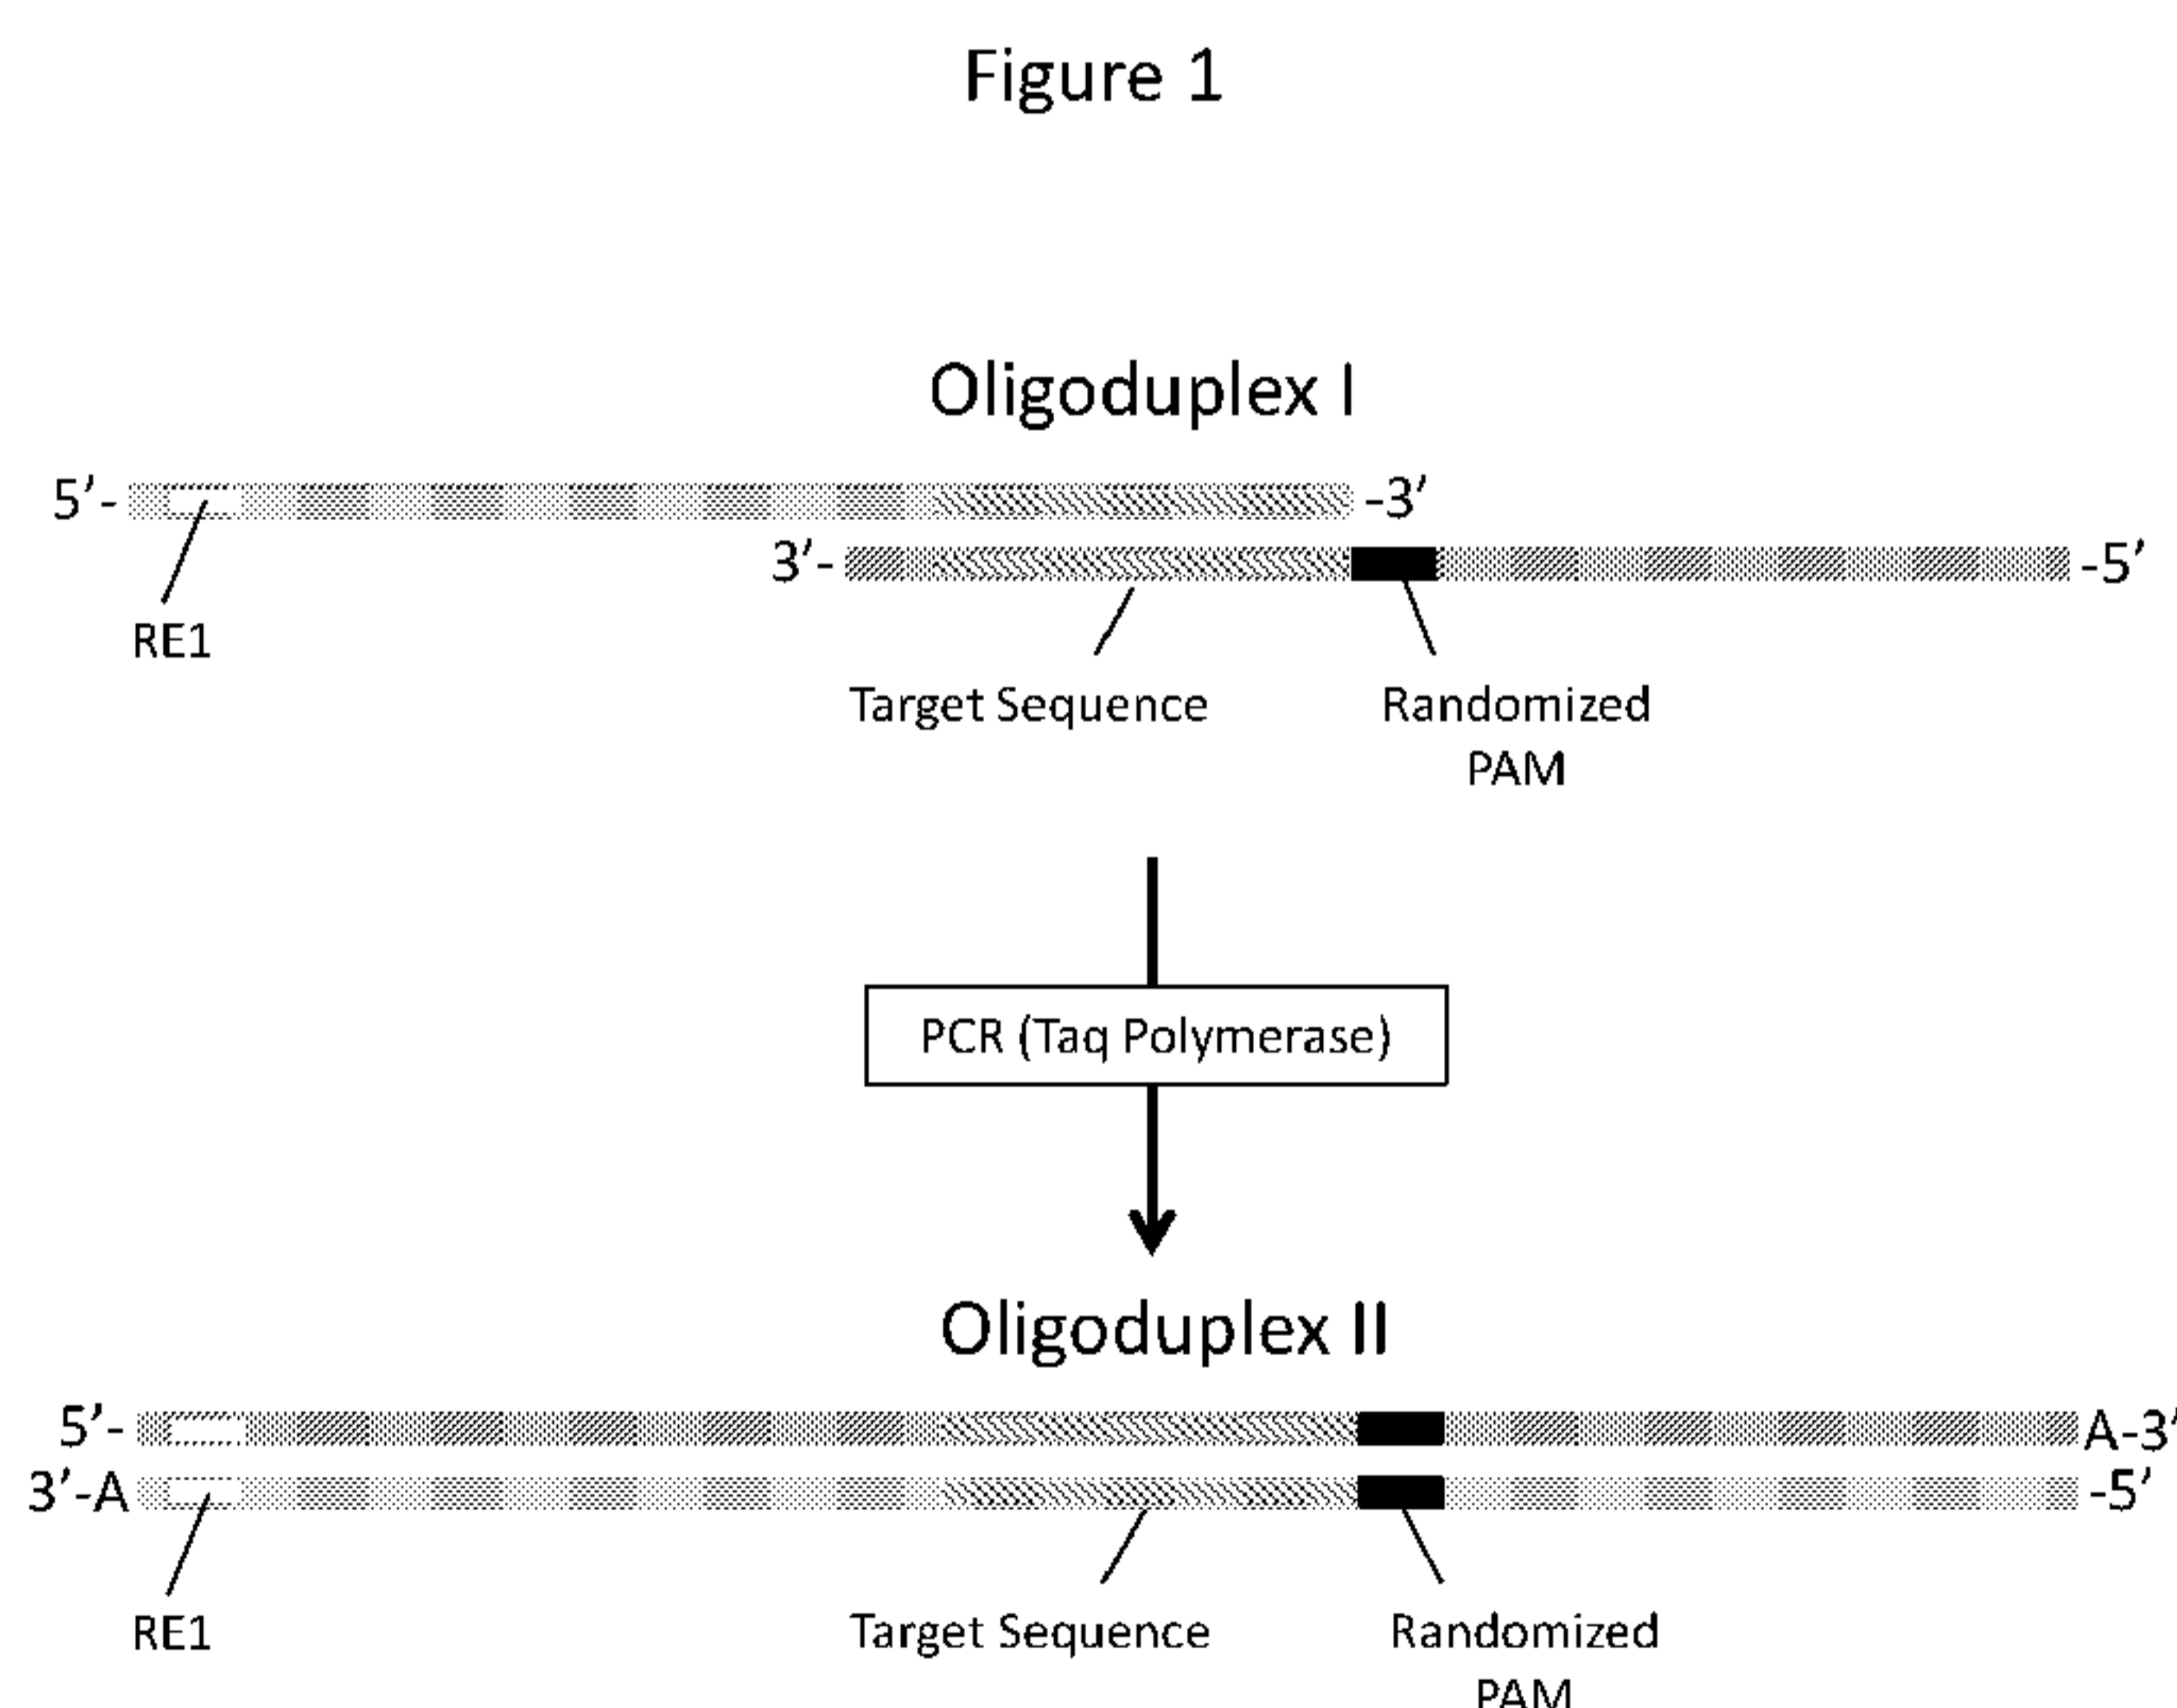 Figure 1
Oligoduplex I
5’- -3’
3’- -5’
RE1
Target Sequence Randomized
PAM
PCR (Taq Polymerase)
Oligoduplex II
5’- A-3’
3’-A -5’
RE1 Target Sequence Randomized
PAM